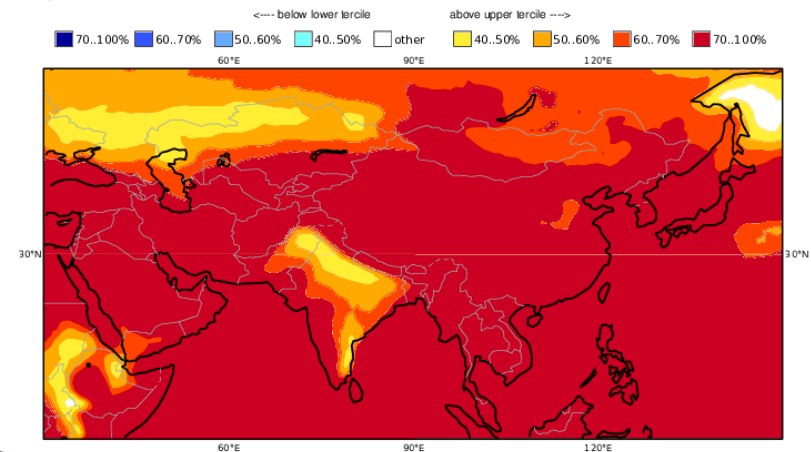 <---- below lower tercile above upper tercile ---->
70..100% 60..70% 50..60% 40..50% other 40..50% 50..60% 60..70% 70..100%
60°E 90°E 120°E
30°N 30°N
60°E 90°E 120°E